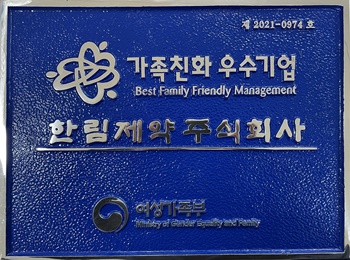 제 2021-0974 호
가족친화 우수기업
Best Family Friendly Management
한림제약 주식회사
여성가족부
Ministry of Gender Equality and Family